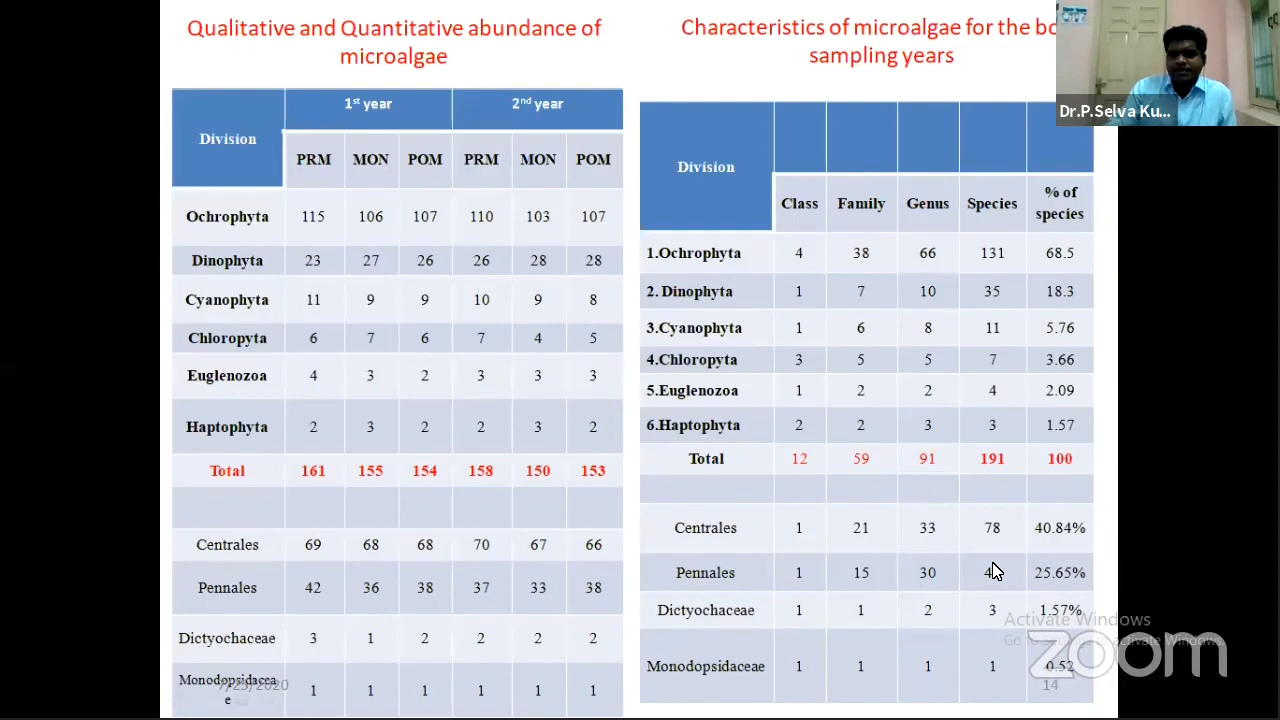 Qualitative and Quantitative abundance of
microalgae
Division 1st year 2nd year
PRM MON POM PRM MON POM
Ochrophyta 115 106 107 110 103 107
Dinophyta 23 27 26 26 28 28
Cyanophyta 11 9 9 10 9 8
Chloropyta 6 7 6 7 4 5
Euglenozoa 4 3 2 3 3 3
Haptophyta 2 3 2 2 3 2
Total 161 155 154 158 150 153
Centrales 69 68 68 70 67 66
Pennales 42 36 38 37 33 38
Dictyochaceae 3 1 2 2 2 2
Monodopsidacea
e 1 1 1 1 1 1
7/25/2020
Characteristics of microalgae for the bo
sampling years
Division
Class Family Genus Species % of
species
1.Ochrophyta 4 38 66 131 68.5
2. Dinophyta 1 7 10 35 18.3
3.Cyanophyta 1 6 8 11 5.76
4.Chloropyta 3 5 5 7 3.66
5.Euglenozoa 1 2 2 4 2.09
6.Haptophyta 2 2 3 3 1.57
Total 12 59 91 191 100
Centrales 1 21 33 78 40.84%
Pennales 1 15 30 25.65%
Dictyochaceae 1 1 2 3 1.57%
Monodopsidaceae 1 1 1 1 0.52
14
Dr.P.Selva Ku...
Activate Windows
zoom